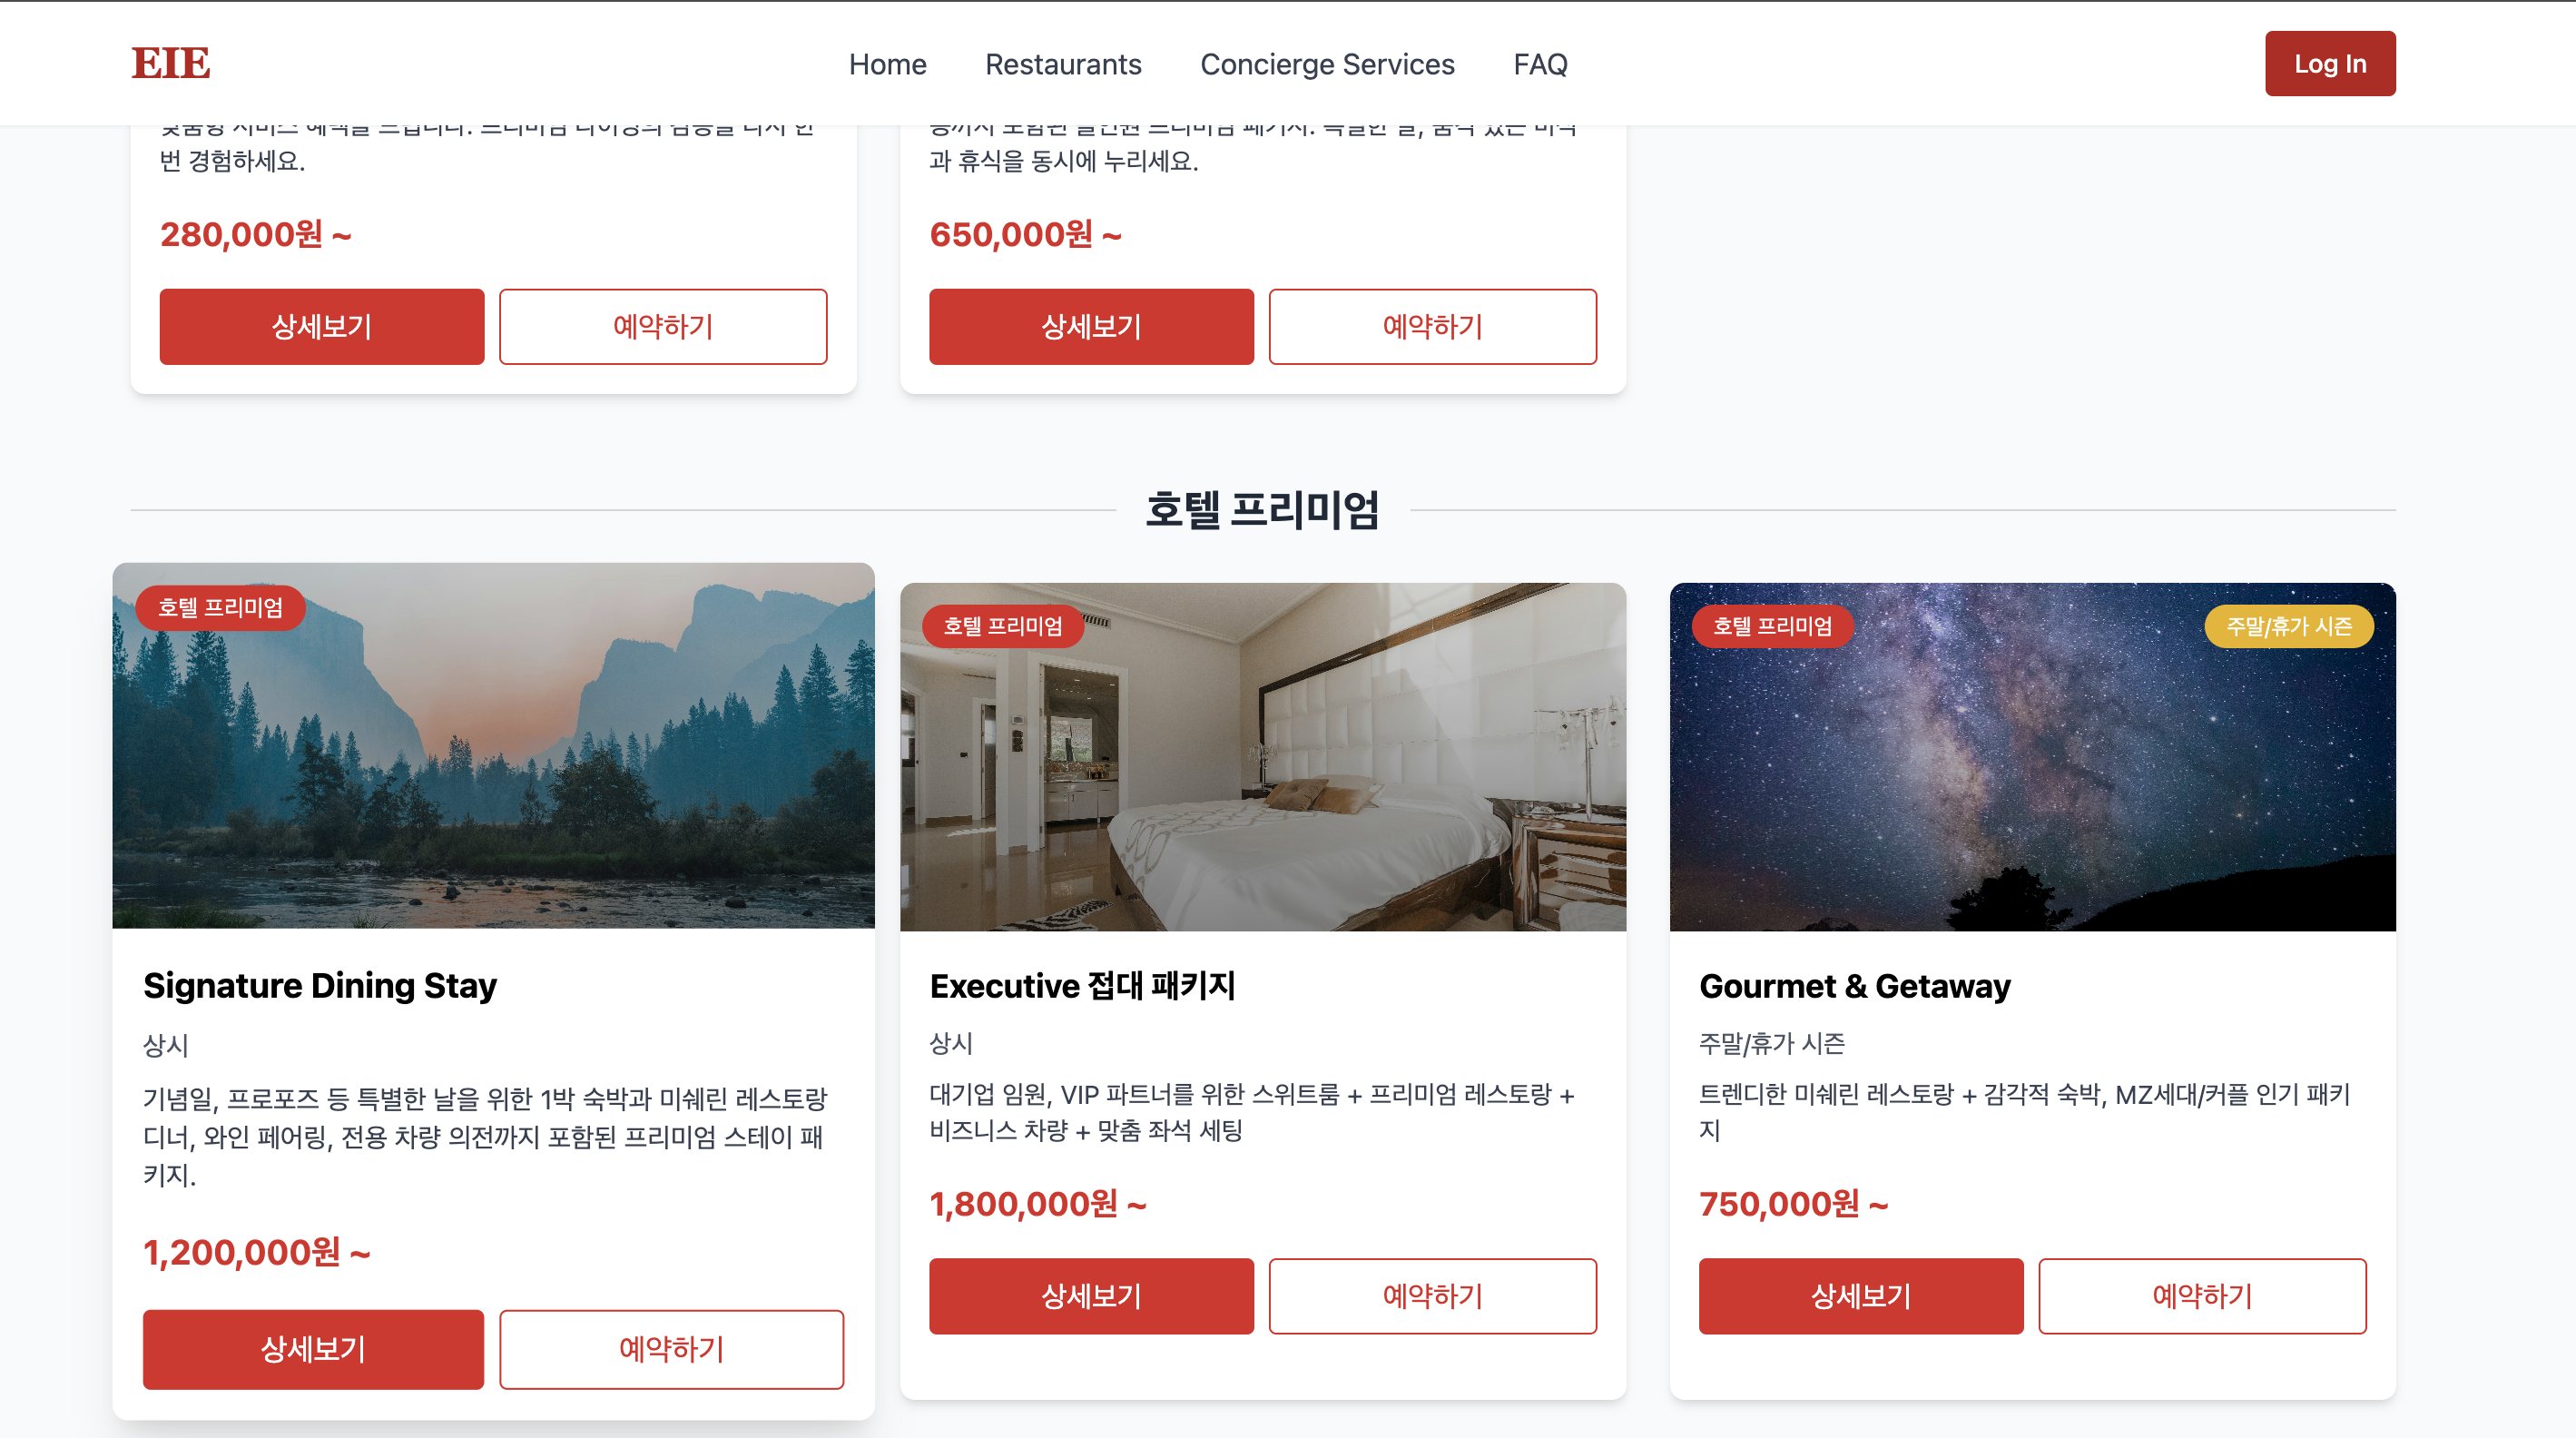 EIE
Home
Restaurants
Concierge Services
FAQ
Log In
번 경험하세요.
280,000원 ~
상세보기
예약하기
과 휴식을 동시에 누리세요.
650,000원 ~
상세보기
예약하기
호텔 프리미엄
호텔 프리미엄
Signature Dining Stay
상시
기념일, 프로포즈 등 특별한 날을 위한 1박 숙박과 미쉐린 레스토랑
디너, 와인 페어링, 전용 차량 의전까지 포함된 프리미엄 스테이 패
키지.
1,200,000원 ~
상세보기
예약하기
호텔 프리미엄
Executive 접대 패키지
상시
대기업 임원, VIP 파트너를 위한 스위트룸 + 프리미엄 레스토랑 +
비즈니스 차량 + 맞춤 좌석 세팅
1,800,000원 ~
상세보기
예약하기
호텔 프리미엄
주말/휴가 시즌
Gourmet & Getaway
주말/휴가 시즌
트렌디한 미쉐린 레스토랑 + 감각적 숙박, MZ세대/커플 인기 패키
지
750,000원 ~
상세보기
예약하기